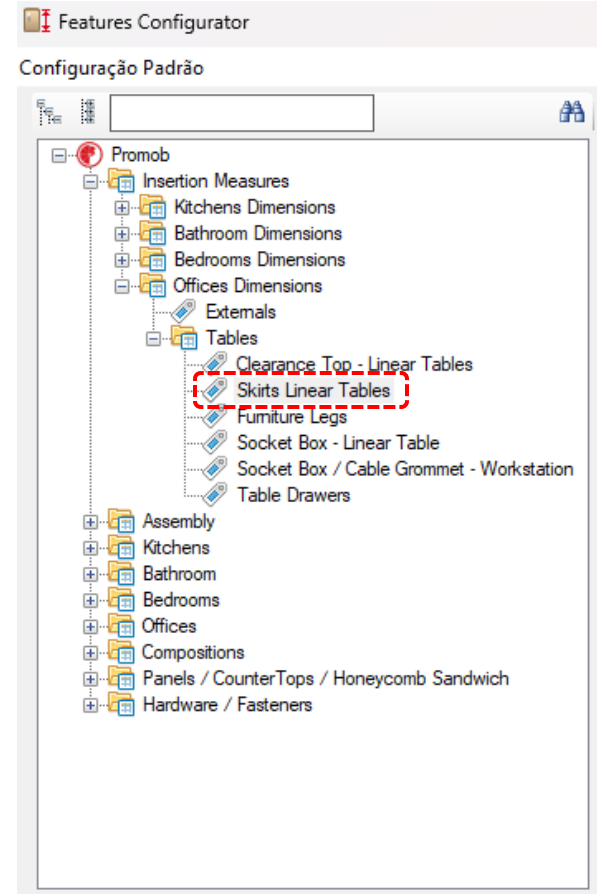 Features Configurator
Configuração Padrão
Promob
Insertion Measures
Kitchens Dimensions
Bathroom Dimensions
Bedrooms Dimensions
Offices Dimensions
Externals
Tables
Clearance Top - Linear Tables
Skirts Linear Tables
Furniture Legs
Socket Box - Linear Table
Socket Box / Cable Grommet - Workstation
Table Drawers
Assembly
Kitchens
Bathroom
Bedrooms
Offices
Compositions
Panels / CounterTops / Honeycomb Sandwich
Hardware / Fasteners